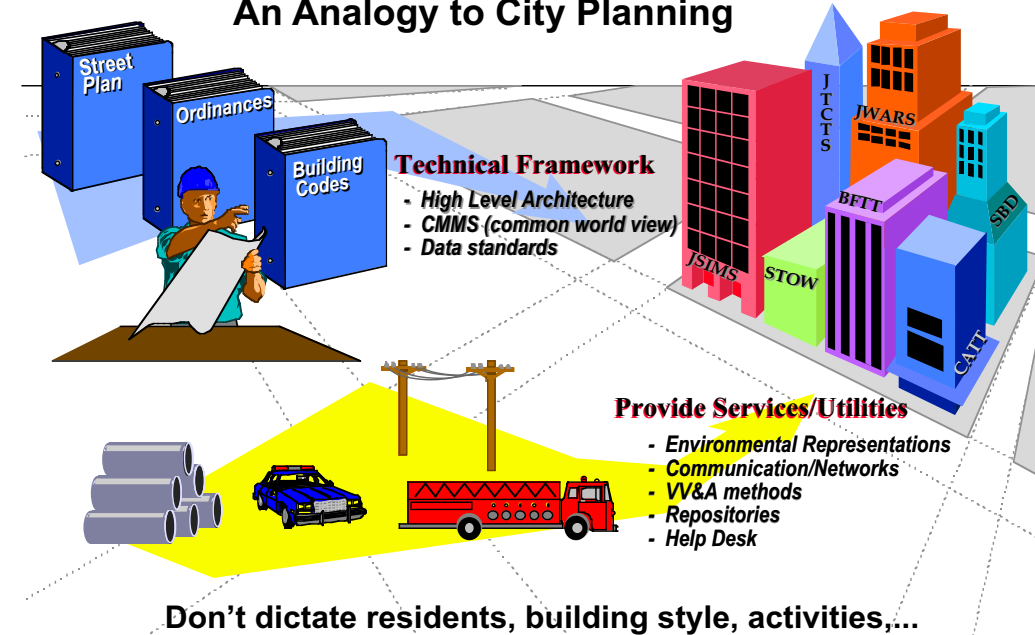 An Analogy to City Planning
Street
Plan
Ordinances
Building
Codes
Technical Framework
- High Level Architecture
- CMMS (common world view)
- Data standards
JSIMS
STOW
JTCTS
JWARS
BFTT
SBD
CATT
Provide Services/Utilities
- Environmental Representations
- Communication/Networks
- VV&A methods
- Repositories
- Help Desk
Don't dictate residents, building style, activities,...